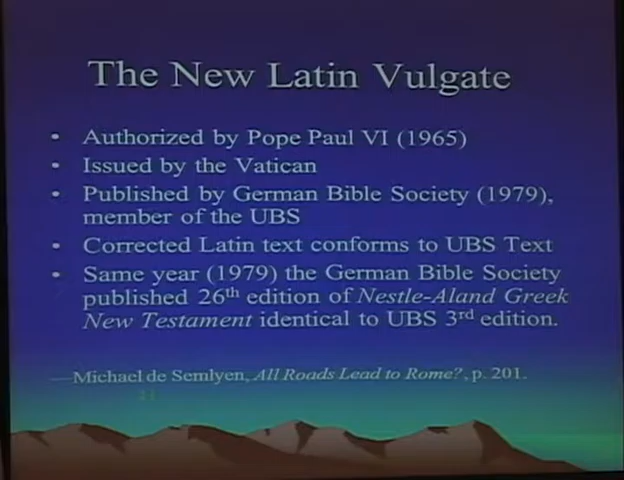 The New Latin Vulgate
• Authorized by Pope Paul VI (1965)
• Issued by the Vatican
• Published by German Bible Society (1979),
member of the UBS
• Corrected Latin text conforms to UBS Text
• Same year (1979) the German Bible Society
published 26th edition of Nestle-Aland Greek
New Testament identical to UBS 3rd edition.
—Michael de Semlyen, All Roads Lead to Rome?, p. 201.